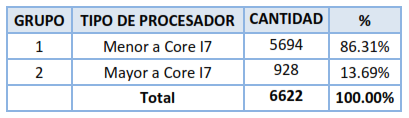 GRUPO TIPO DE PROCESADOR CANTIDAD %
1 Menor a Core I7 5694 86.31%
2 Mayor a Core I7 928 13.69%
Total 6622 100.00%